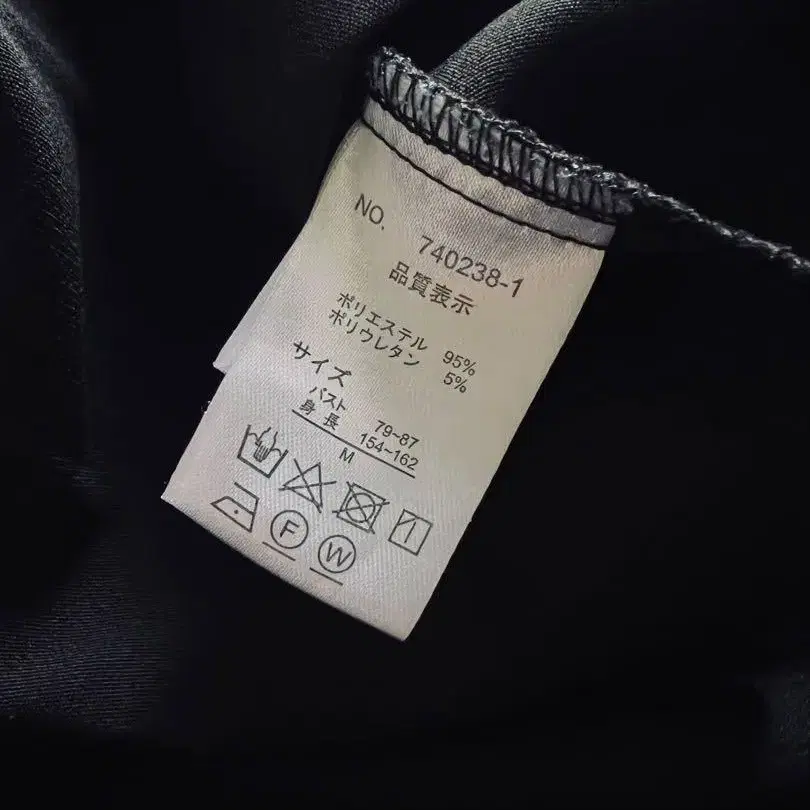 NO. 740238-1
品質表示
ポリエステル 95%
ポリウレタン 5%
サイズ
バスト 79~87
身長 154~162
M
F W